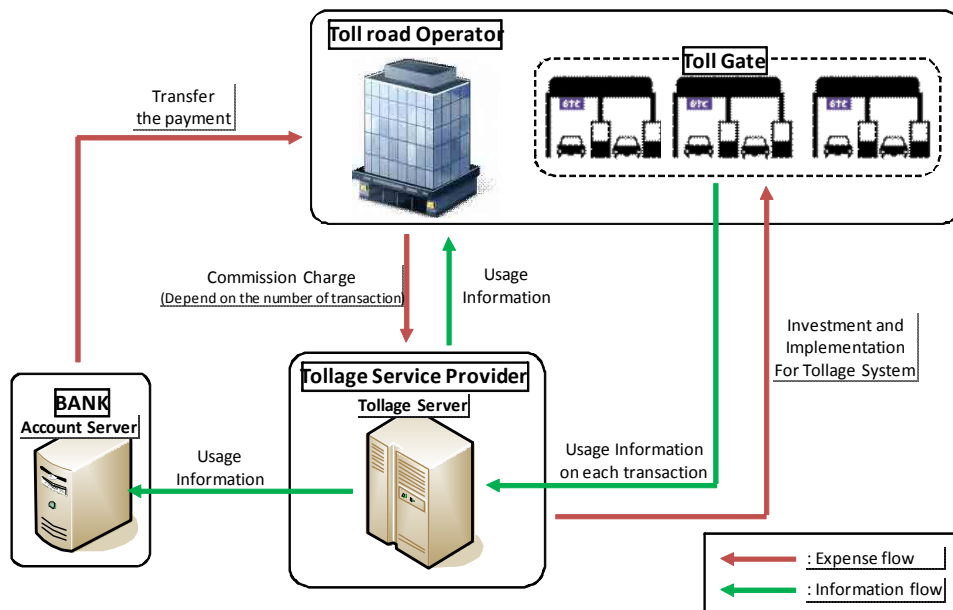 Toll road Operator
Toll Gate
ETC
ETC
ETC
Transfer
the payment
Commission Charge
(Depend on the number of transaction)
Usage
Information
Investment and
Implementation
For Tollage System
Tollage Service Provider
Tollage Server
BANK
Account Server
Usage
Information
Usage Information
on each transaction
: Expense flow
: Information flow